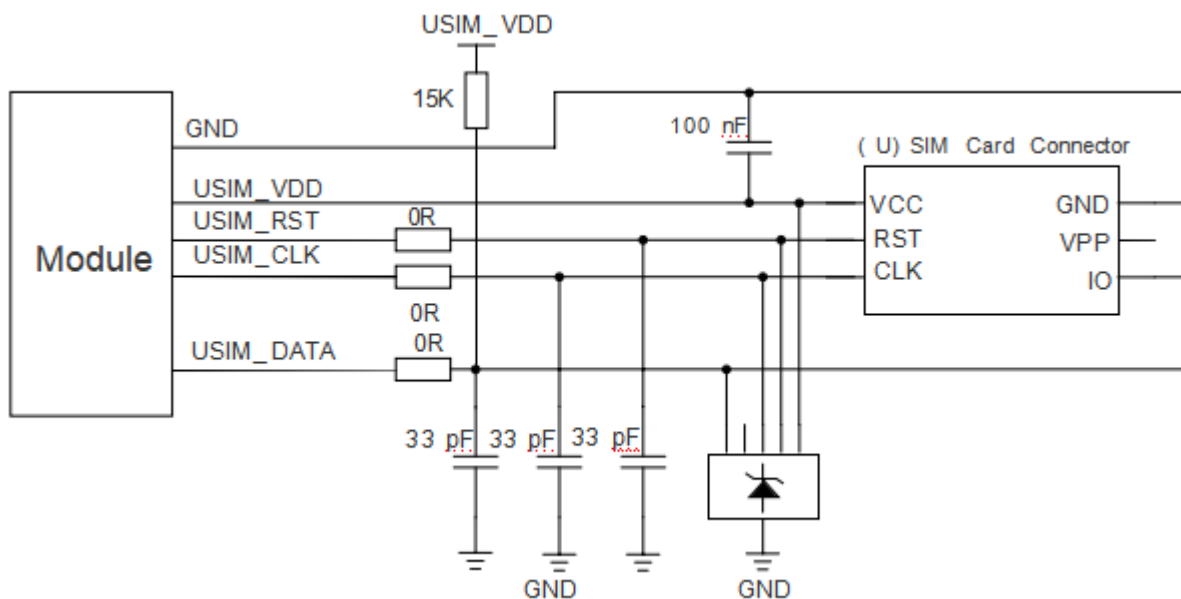 USIM_VDD
15K
GND
100 nF
( U) SIM Card Connector
USIM_VDD
VCC
GND
USIM_RST
0R
RST
VPP
Module
USIM_CLK
CLK
IO
0R
USIM_DATA
0R
33 pF
33 pF
33 pF
GND
GND